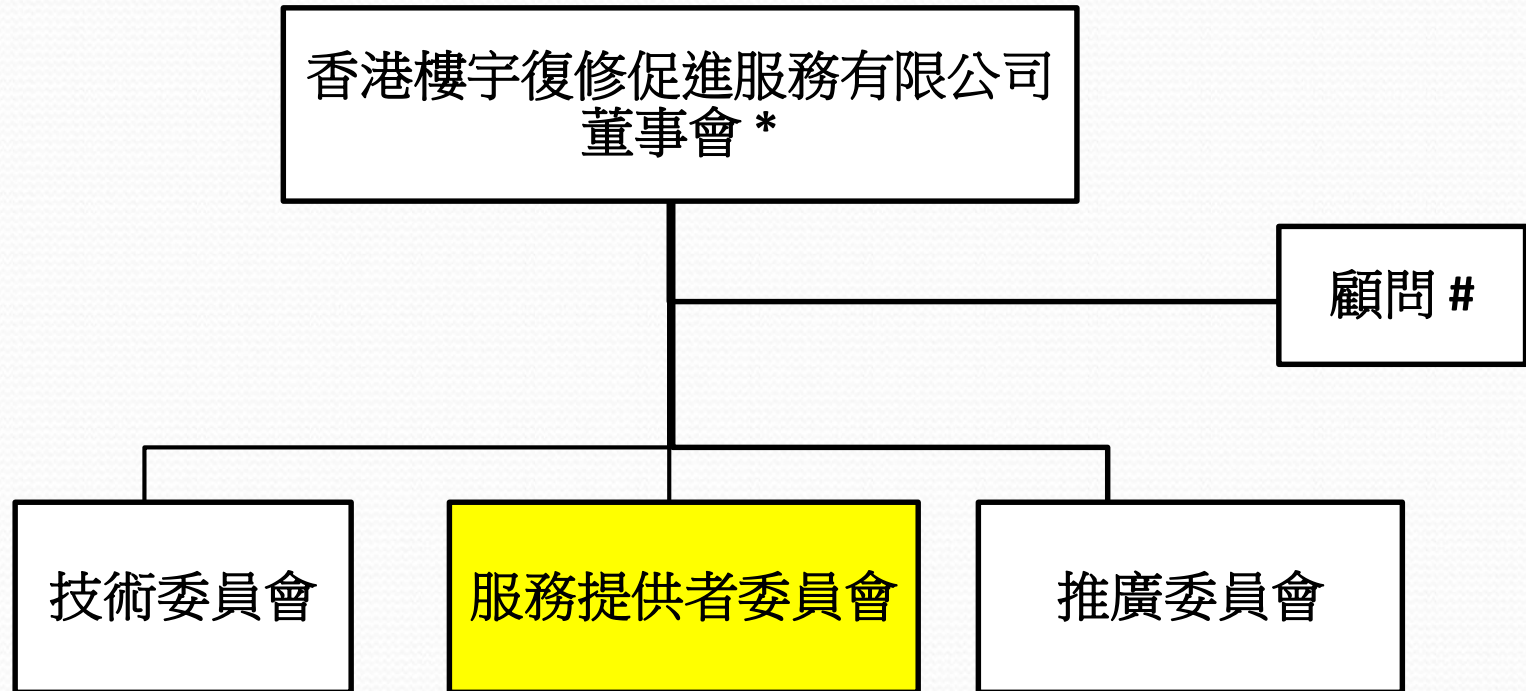 香港樓宇復修促進服務有限公司
董事會 *
顧問 #
技術委員會
服務提供者委員會
推廣委員會